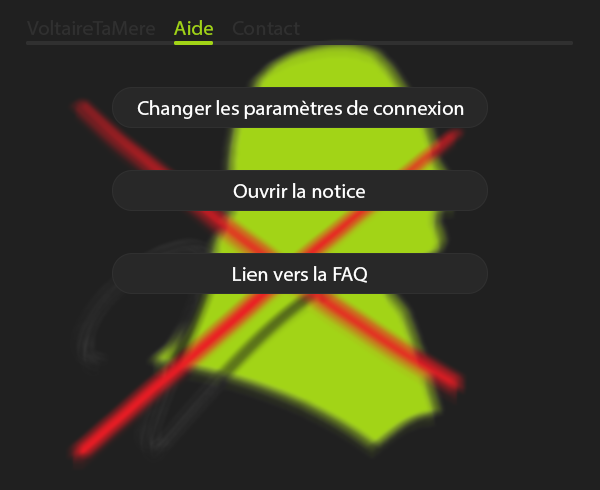 VoltaireTaMere Aide Contact
Changer les paramètres de connexion
Ouvrir la notice
Lien vers la FAQ